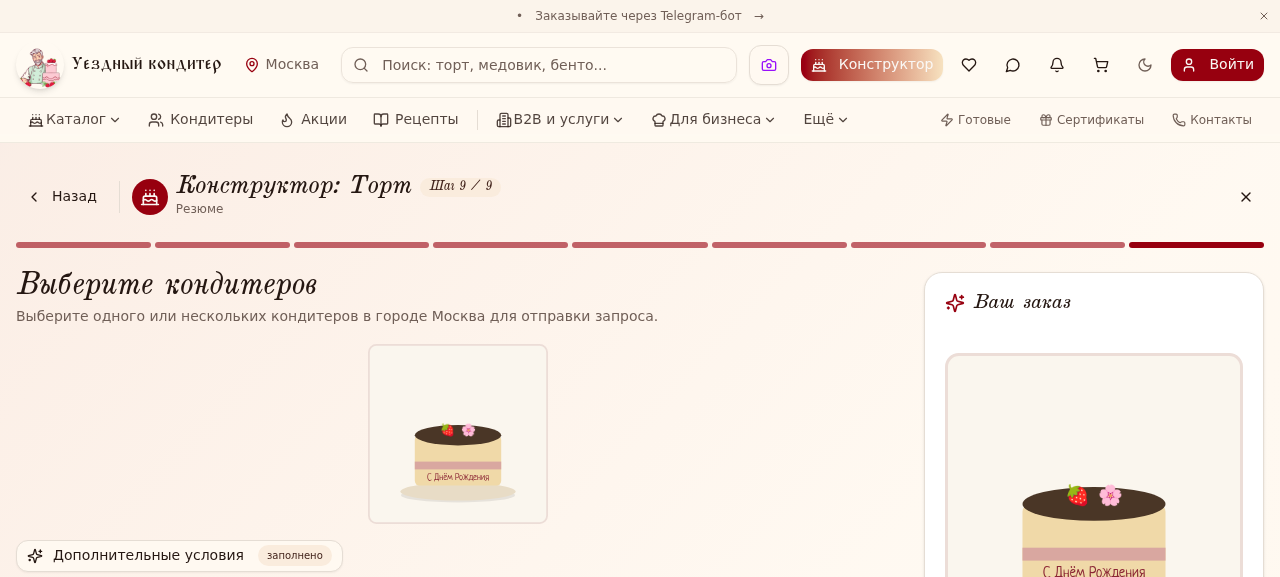 • Заказывайте через Telegram-бот →
Уездный кондитер
Москва
Поиск: торт, медовик, бенто...
Конструктор
Войти
Каталог
Кондитеры
Акции
Рецепты
B2B и услуги
Для бизнеса
Ещё
Готовые
Сертификаты
Контакты
Назад
Конструктор: Торт
Шаг 9 / 9
Резюме
Выберите кондитеров
Выберите одного или нескольких кондитеров в городе Москва для отправки запроса.
С Днём Рождения
Дополнительные условия
заполнено
Ваш заказ
С Днём Рождения